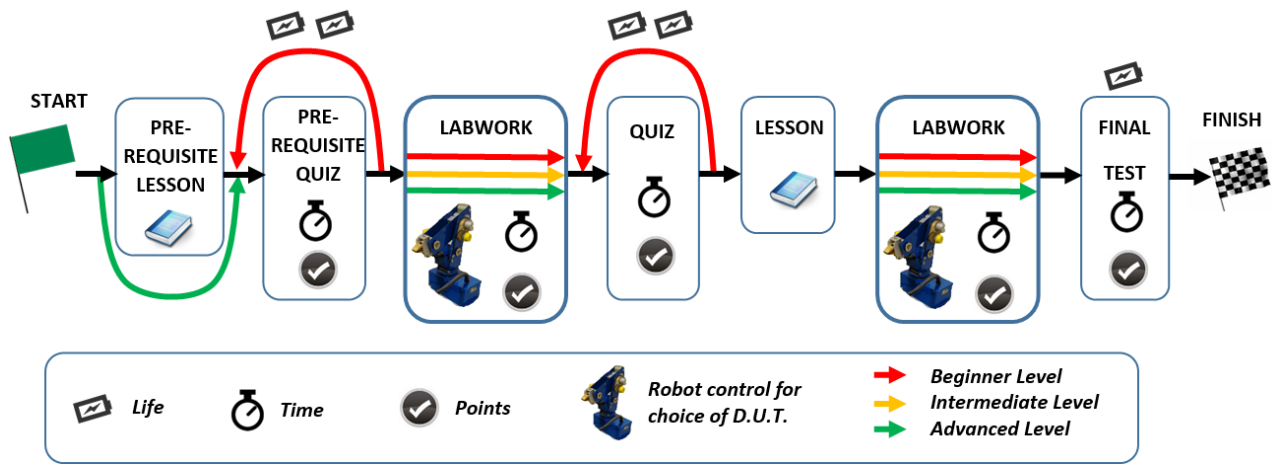 START
PRE-
REQUISITE
LESSON
PRE-
REQUISITE
QUIZ
LABWORK
QUIZ
LESSON
LABWORK
FINAL
TEST
FINISH
Life
Time
Points
Robot control for
choice of D.U.T.
Beginner Level
Intermediate Level
Advanced Level